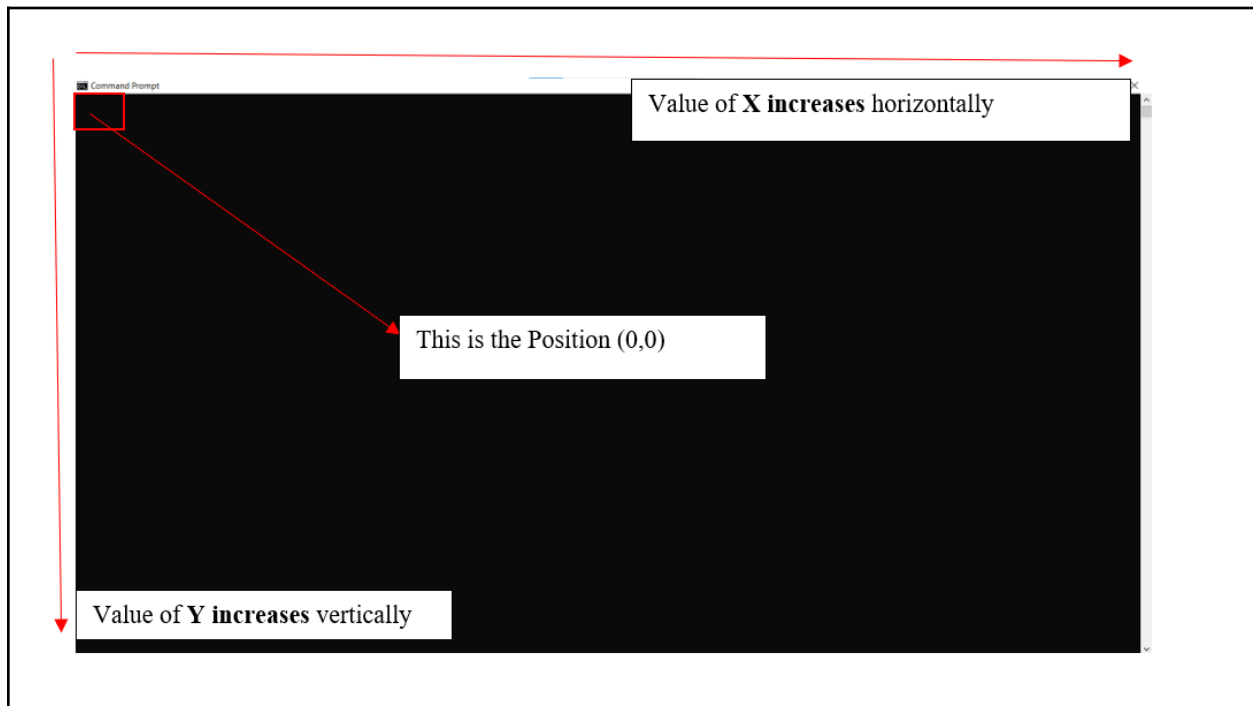 Command Prompt
Value of X increases horizontally
This is the Position (0,0)
Value of Y increases vertically